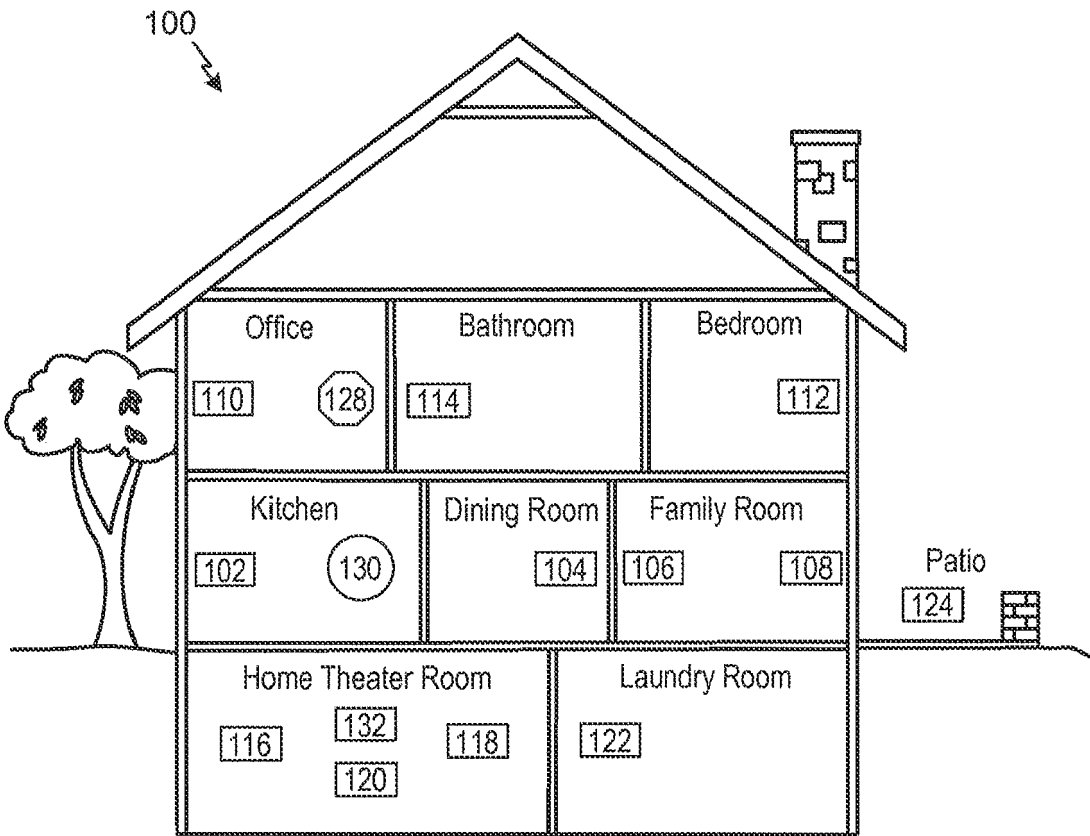 100
Office Bathroom Bedroom
110 128 114 112
Kitchen Dining Room Family Room
102 130 104 106 108
Patio
124
Home Theater Room Laundry Room
132
116 118 122
120